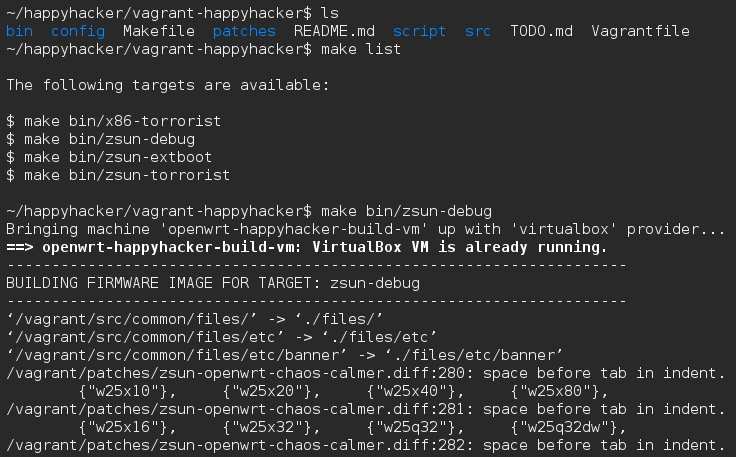 ~/happyhacker/vagrant-happyhacker$ ls
bin  config  Makefile  patches  README.md  script  src  TODO.md  Vagrantfile
~/happyhacker/vagrant-happyhacker$ make list
The following targets are available:
$ make bin/x86-torrorist
$ make bin/zsun-debug
$ make bin/zsun-extboot
$ make bin/zsun-torrorist
~/happyhacker/vagrant-happyhacker$ make bin/zsun-debug
Bringing machine 'openwrt-happyhacker-build-vm' up with 'virtualbox' provider...
==> openwrt-happyhacker-build-vm: VirtualBox VM is already running.
---------------------------------------------------------------------
BUILDING FIRMWARE IMAGE FOR TARGET: zsun-debug
---------------------------------------------------------------------
‘/vagrant/src/common/files/’ -> ‘./files/’
‘/vagrant/src/common/files/etc’ -> ‘./files/etc’
‘/vagrant/src/common/files/etc/banner’ -> ‘./files/etc/banner’
/vagrant/patches/zsun-openwrt-chaos-calmer.diff:280: space before tab in indent.
        {"w25x10"},     {"w25x20"},     {"w25x40"},     {"w25x80"},
/vagrant/patches/zsun-openwrt-chaos-calmer.diff:281: space before tab in indent.
        {"w25x16"},     {"w25x32"},     {"w25q32"},     {"w25q32dw"},
/vagrant/patches/zsun-openwrt-chaos-calmer.diff:282: space before tab in indent.